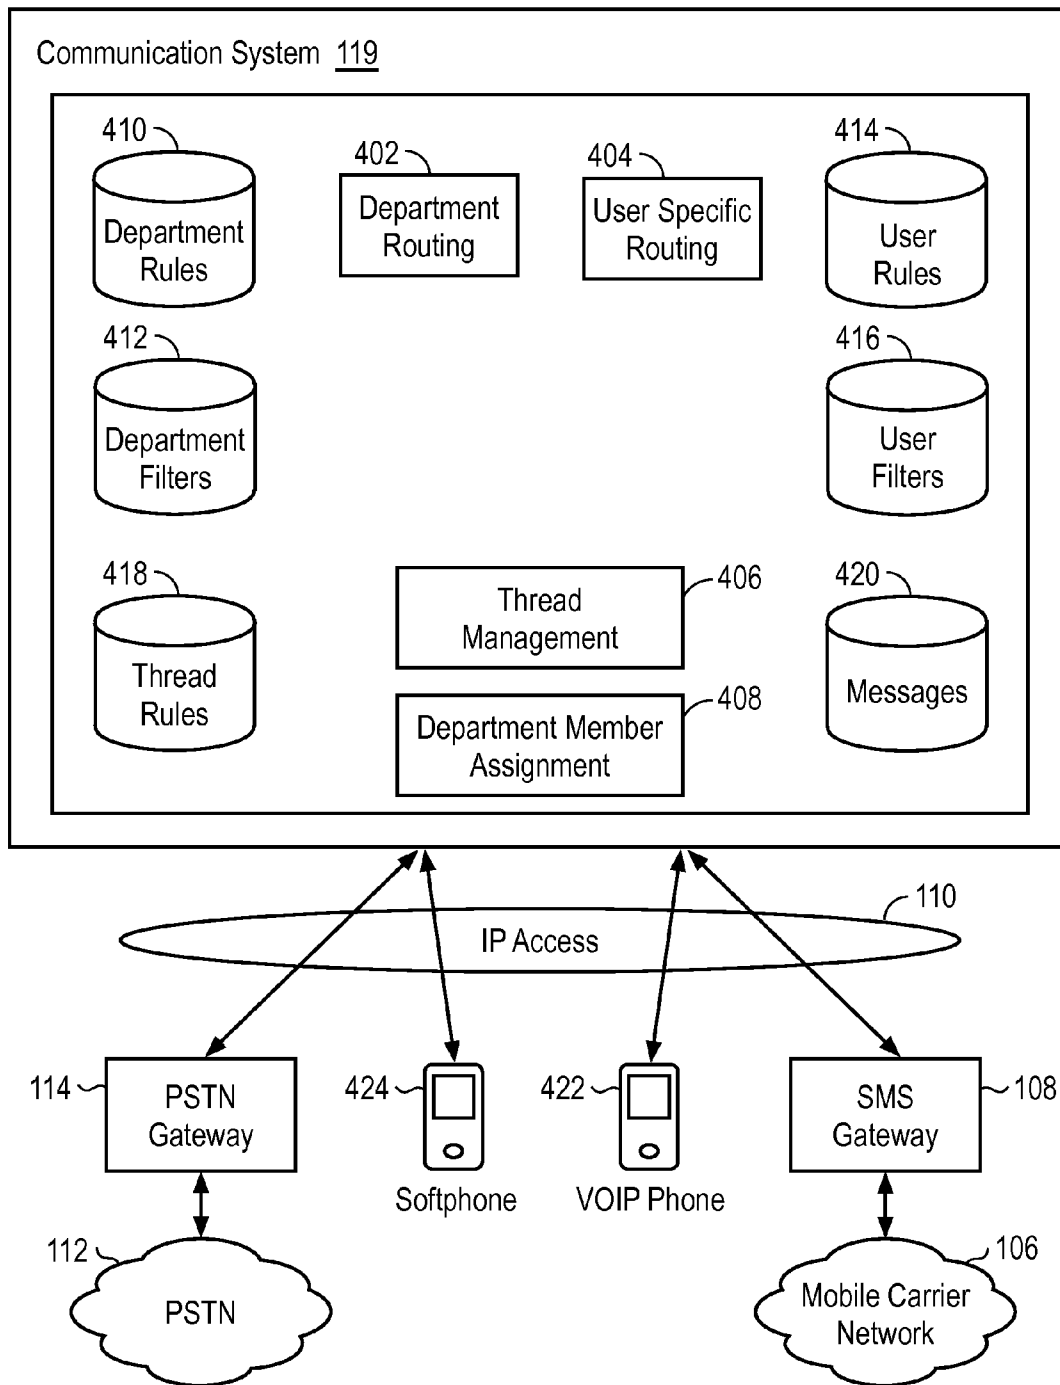 Communication System 119
410
402
404
414
Department
Rules
Department
Routing
User Specific
Routing
User
Rules
412
416
Department
Filters
User
Filters
418
406
420
Thread
Management
Thread
Rules
408
Messages
Department Member
Assignment
110
IP Access
114
PSTN
Gateway
424
422
SMS
Gateway
108
Softphone
VOIP Phone
112
106
PSTN
Mobile Carrier
Network